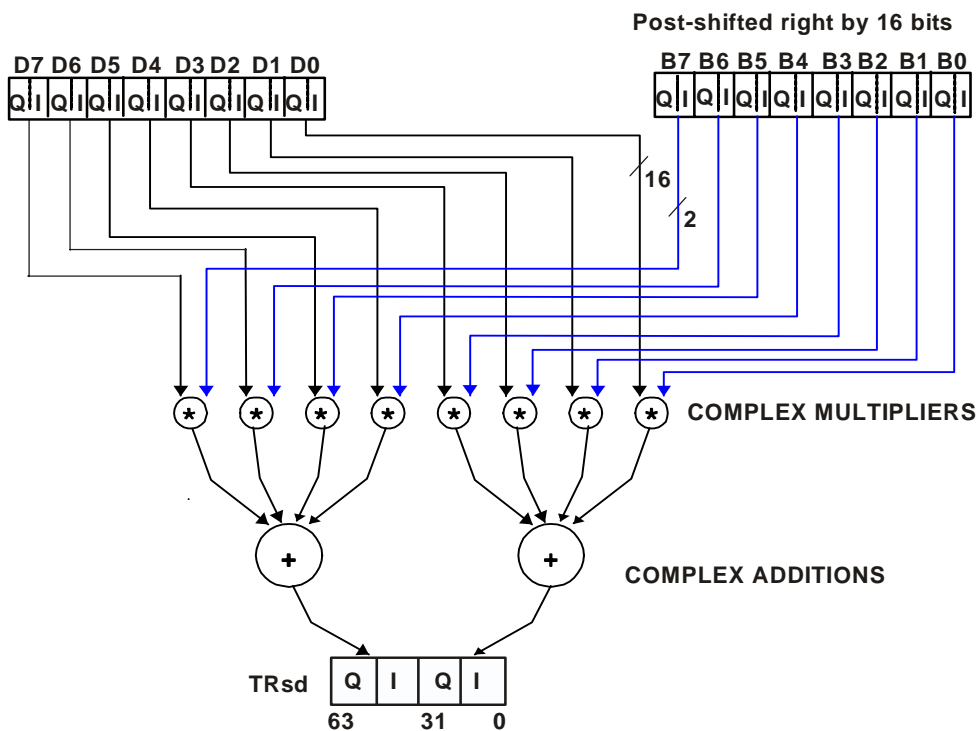 Post-shifted right by 16 bits
D7 D6 D5 D4 D3 D2 D1 D0
B7 B6 B5 B4 B3 B2 B1 B0
Q I Q I Q I Q I Q I Q I Q I Q I
Q I Q I Q I Q I Q I Q I Q I Q I
16
2
* * * * * * * *
COMPLEX MULTIPLIERS
+ +
COMPLEX ADDITIONS
TRsd Q I Q I
63 31 0